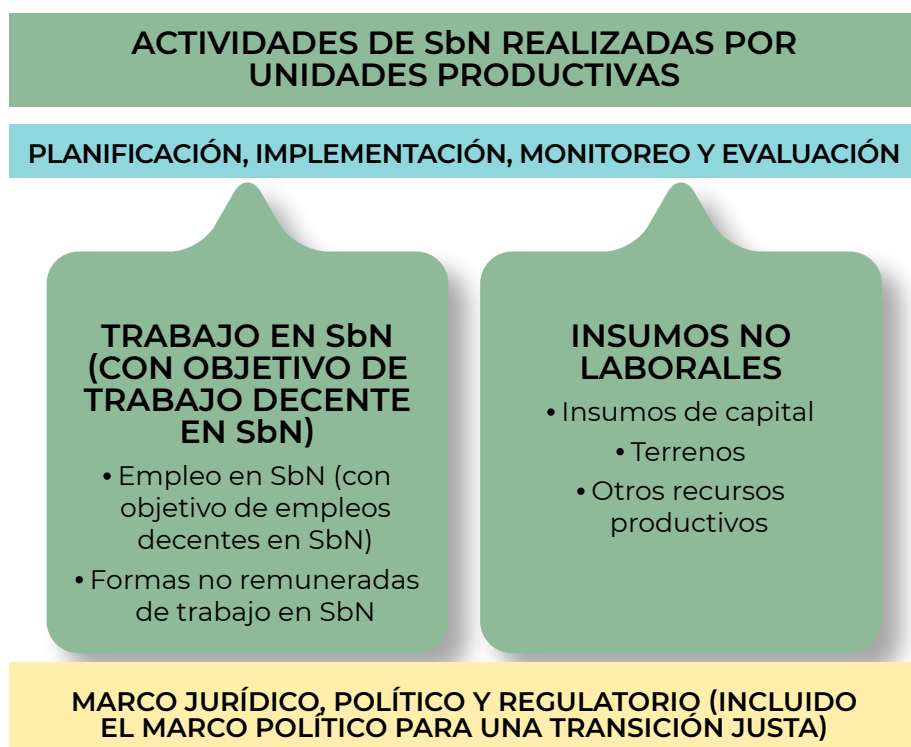 ACTIVIDADES DE SbN REALIZADAS POR
UNIDADES PRODUCTIVAS
PLANIFICACIÓN, IMPLEMENTACIÓN, MONITOREO Y EVALUACIÓN
TRABAJO EN SbN
(CON OBJETIVO DE
TRABAJO DECENTE
EN SbN)
• Empleo en SbN (con
objetivo de empleos
decentes en SbN)
• Formas no remuneradas
de trabajo en SbN
INSUMOS NO
LABORALES
• Insumos de capital
• Terrenos
• Otros recursos
productivos
MARCO JURÍDICO, POLÍTICO Y REGULATORIO (INCLUIDO
EL MARCO POLÍTICO PARA UNA TRANSICIÓN JUSTA)